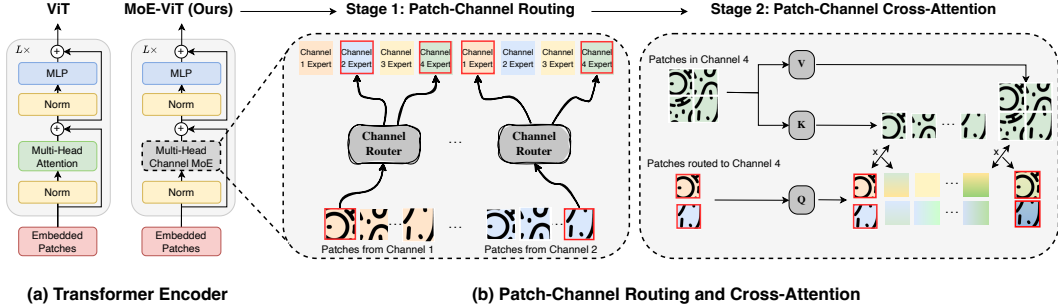 ViT
MoE-ViT (Ours)
Stage 1: Patch-Channel Routing
Stage 2: Patch-Channel Cross-Attention
L×
+
MLP
Norm
+
Multi-Head
Attention
Norm
Embedded
Patches
L×
+
MLP
Norm
+
Multi-Head
Channel MoE
Norm
Embedded
Patches
Channel
1 Expert
Channel
2 Expert
Channel
3 Expert
Channel
4 Expert
Channel
1 Expert
Channel
2 Expert
Channel
3 Expert
Channel
4 Expert
...
Channel
Router
...
Channel
Router
...
...
...
Patches from Channel 1
Patches from Channel 2
Patches in Channel 4
V
K
...
x
x
Patches routed to Channel 4
Q
...
...
(a) Transformer Encoder
(b) Patch-Channel Routing and Cross-Attention